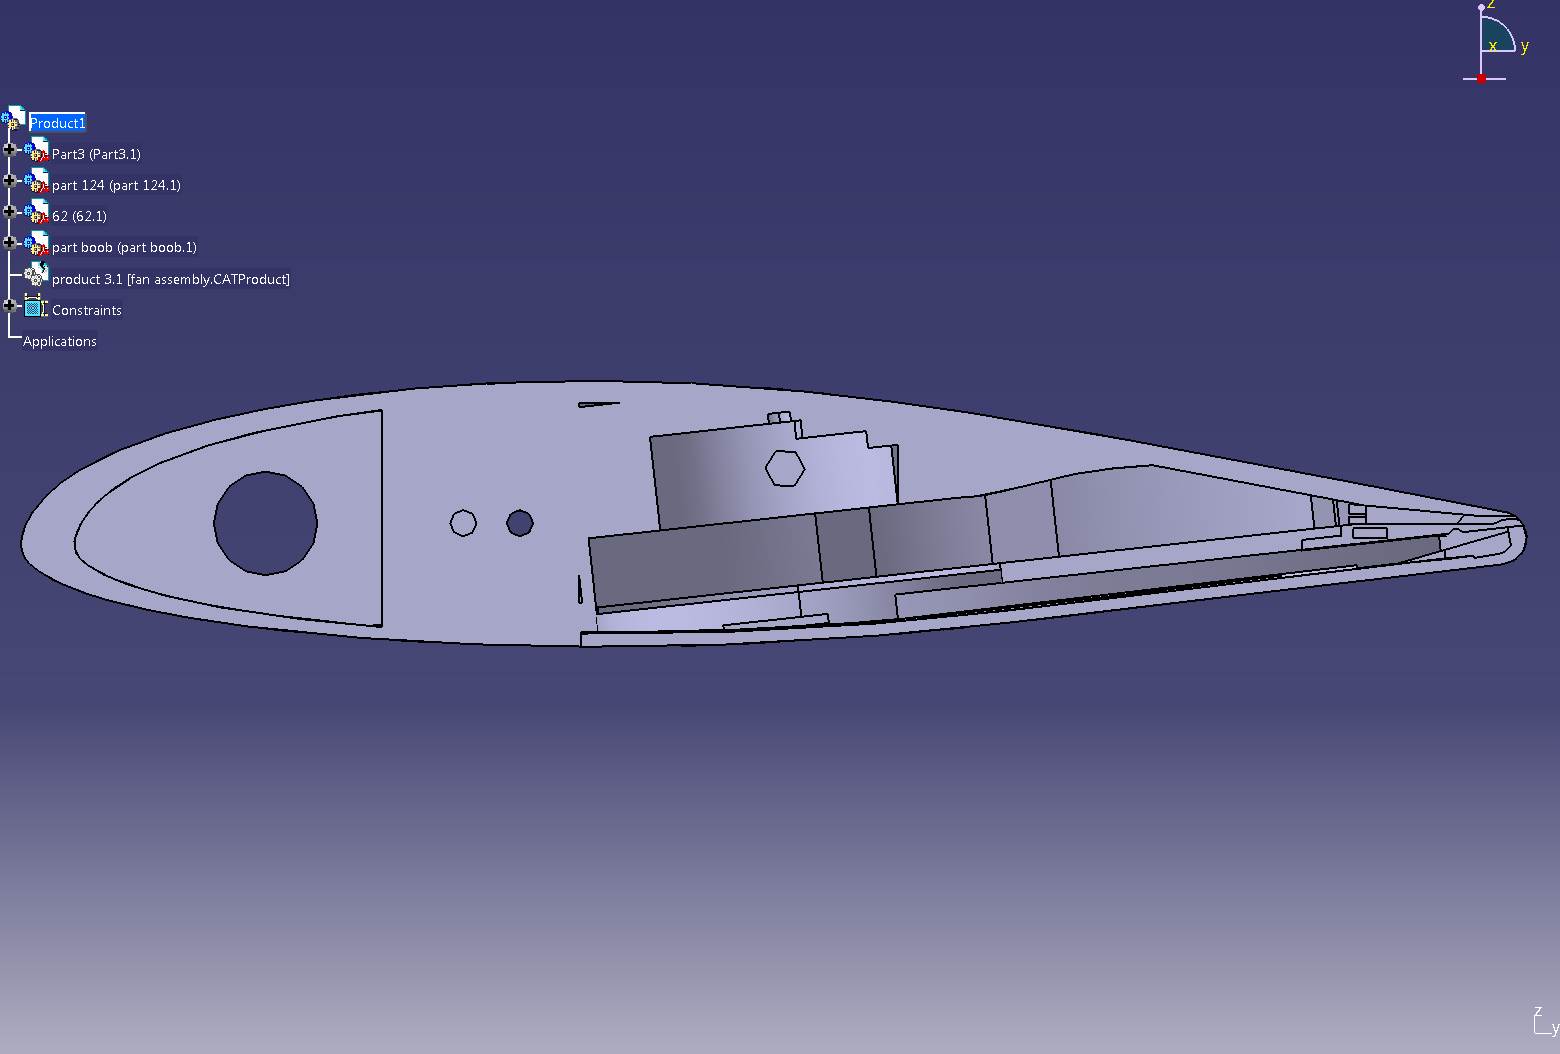 z
x y
Product1
Part3 (Part3.1)
part 124 (part 124.1)
62 (62.1)
part boob (part boob.1)
product 3.1 [fan assembly.CATProduct]
Constraints
Applications
z
y